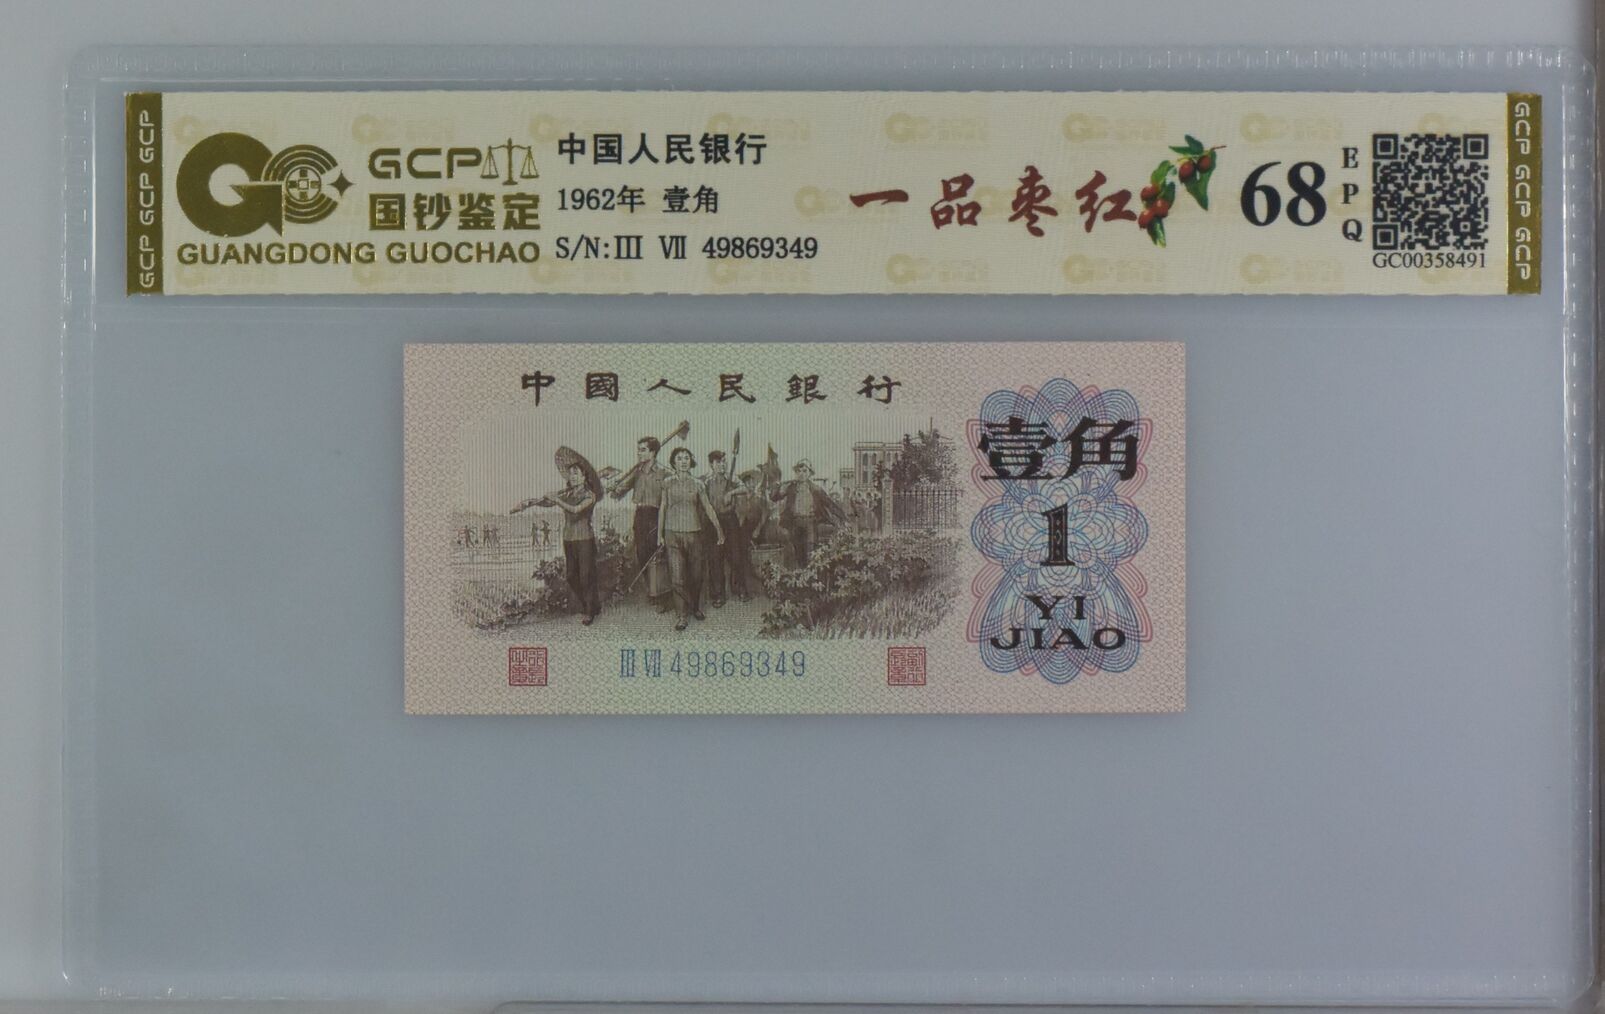 GCP GCP GCP
GCP
国钞鉴定
GUANGDONG GUOCHAO
中国人民银行
1962年 壹角
S/N:Ⅲ Ⅶ 49869349
一品枣红
68
EPQ
GC00358491
GCP GCP GCP
中國人民銀行
壹角
1
YI
JIAO
Ⅲ Ⅶ 49869349